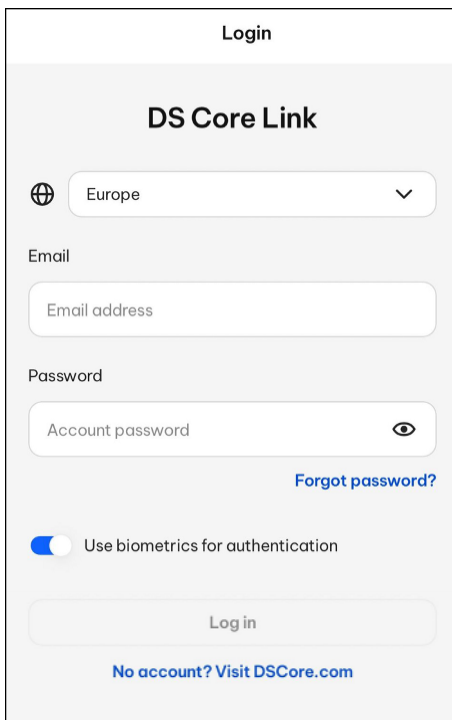 Login
DS Core Link
Europe
Email
Email address
Password
Account password
Forgot password?
Use biometrics for authentication
Log in
No account? Visit DSCore.com